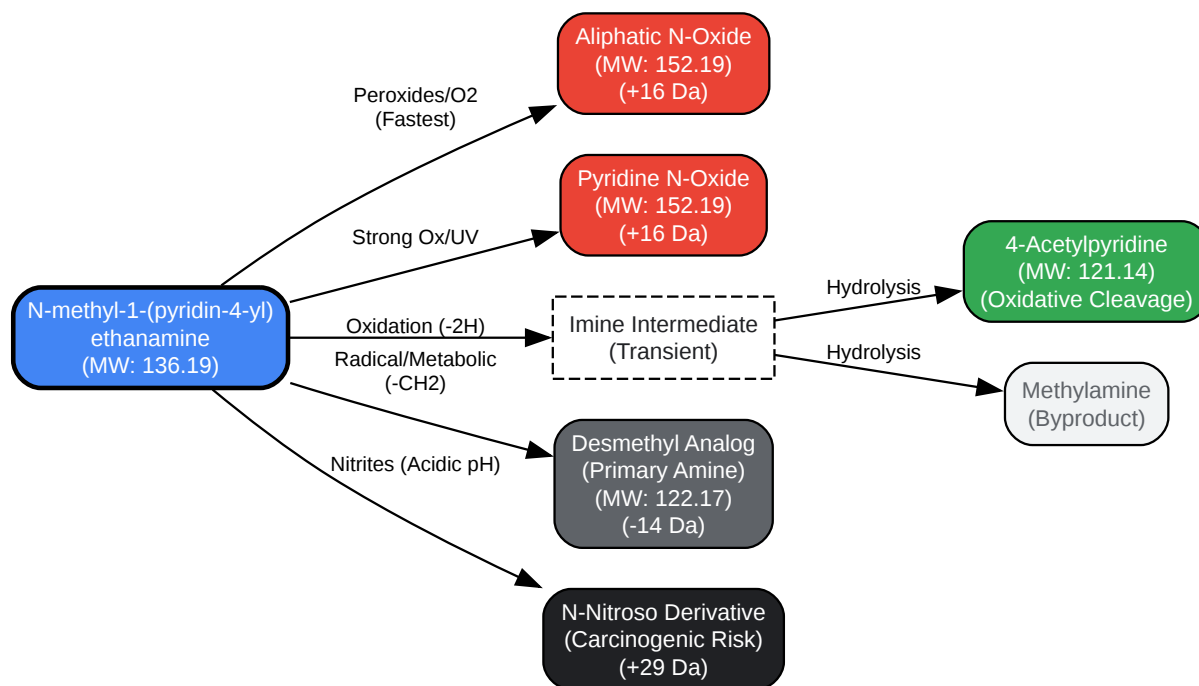 Aliphatic N-Oxide
(MW: 152.19)
(+16 Da)
Peroxides/O2
(Fastest)
Pyridine N-Oxide
(MW: 152.19)
(+16 Da)
Strong Ox/UV
4-Acetylpyridine
(MW: 121.14)
(Oxidative Cleavage)
Hydrolysis
N-methyl-1-(pyridin-4-yl)
ethanamine
(MW: 136.19)
Oxidation (-2H)
Imine Intermediate
(Transient)
Radical/Metabolic
(-CH2)
Hydrolysis
Methylamine
(Byproduct)
Desmethyl Analog
(Primary Amine)
(MW: 122.17)
(-14 Da)
Nitrites (Acidic pH)
N-Nitroso Derivative
(Carcinogenic Risk)
(+29 Da)